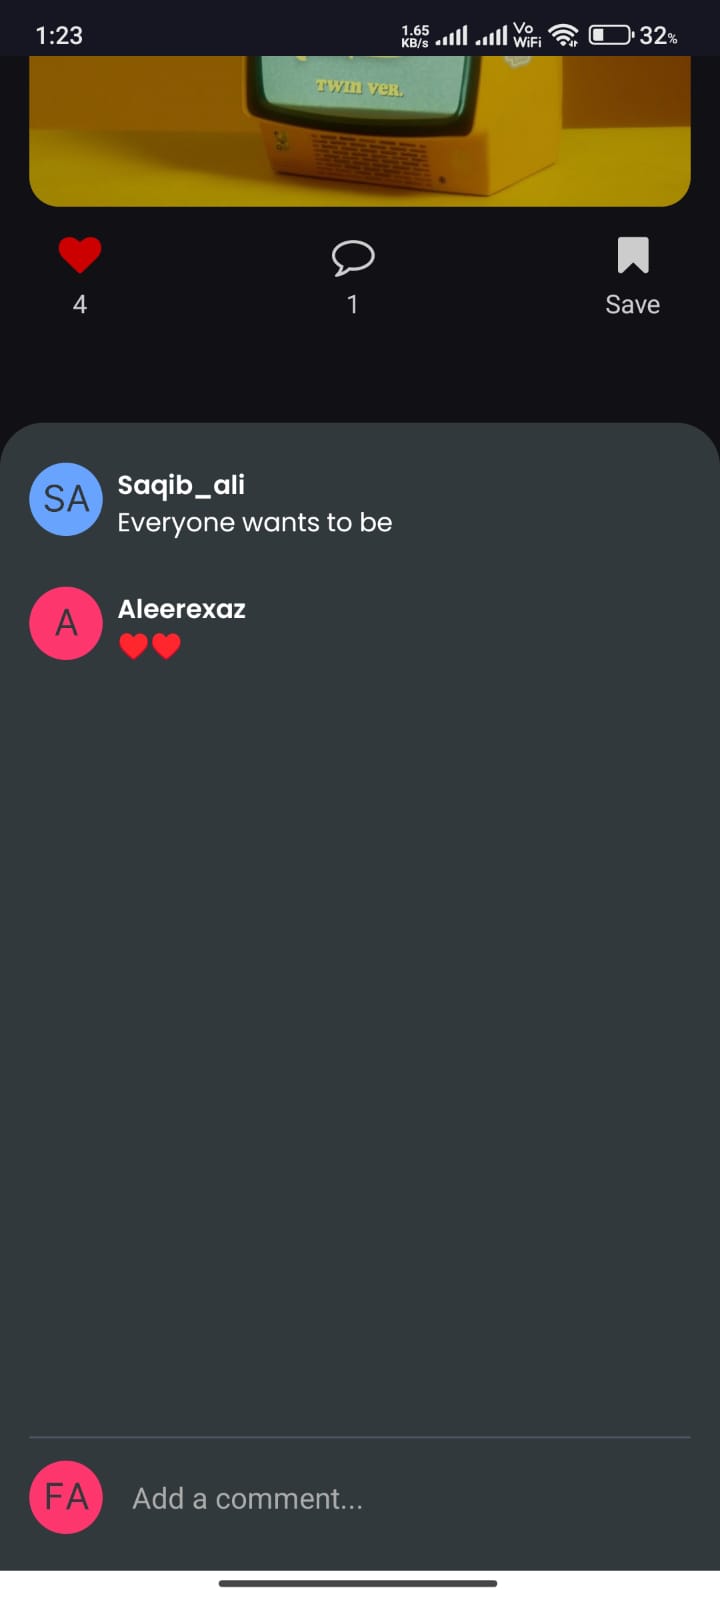 1:23
1.65
KB/s
Vo
WiFi
32%
TWIN VER.
4
1
Save
SA
Saqib_ali
Everyone wants to be
A
Aleerexaz
❤️❤️
FA
Add a comment...